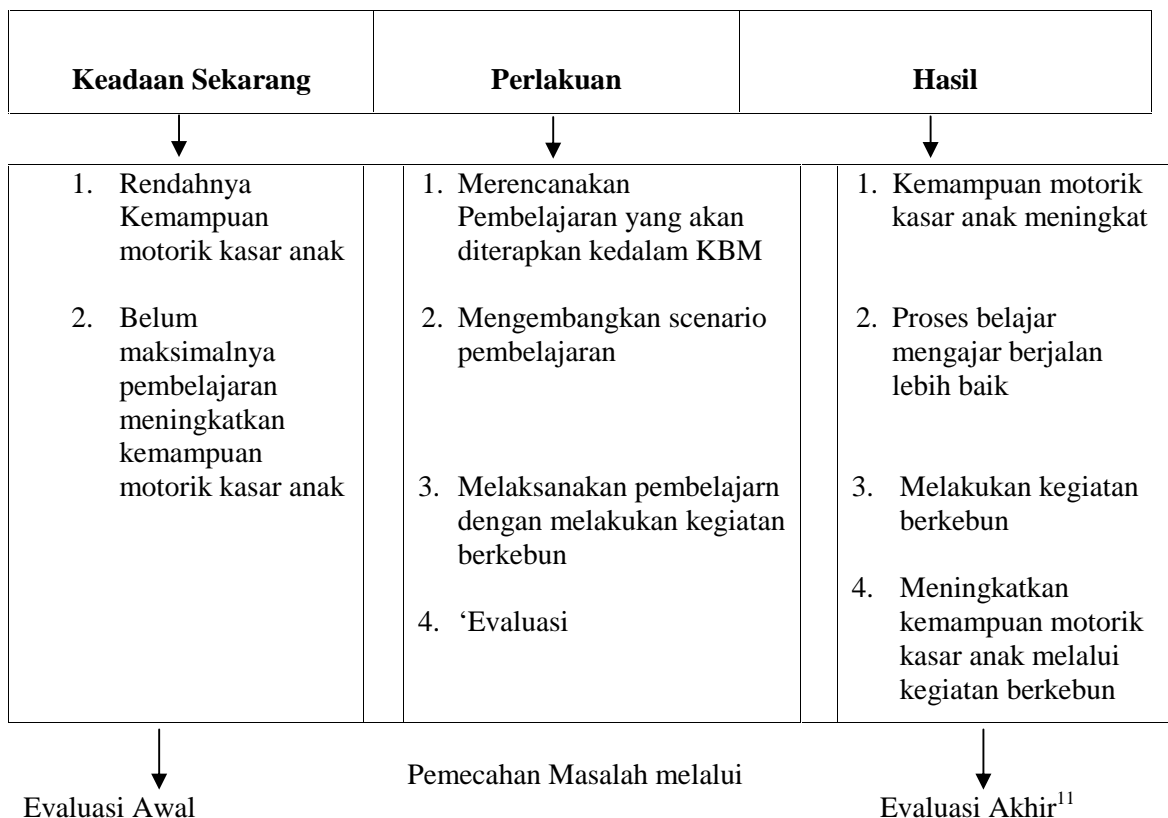 Keadaan Sekarang
Perlakuan
Hasil
1. Rendahnya
Kemampuan
motorik kasar anak
2. Belum
maksimalnya
pembelajaran
meningkatkan
kemampuan
motorik kasar anak
1. Merencanakan
Pembelajaran yang akan
diterapkan kedalam KBM
2. Mengembangkan scenario
pembelajaran
3. Melaksanakan pembelajarn
dengan melakukan kegiatan
berkebun
4. ‘Evaluasi
1. Kemampuan motorik
kasar anak meningkat
2. Proses belajar
mengajar berjalan
lebih baik
3. Melakukan kegiatan
berkebun
4. Meningkatkan
kemampuan motorik
kasar anak melalui
kegiatan berkebun
Evaluasi Awal
Pemecahan Masalah melalui
Evaluasi Akhir11